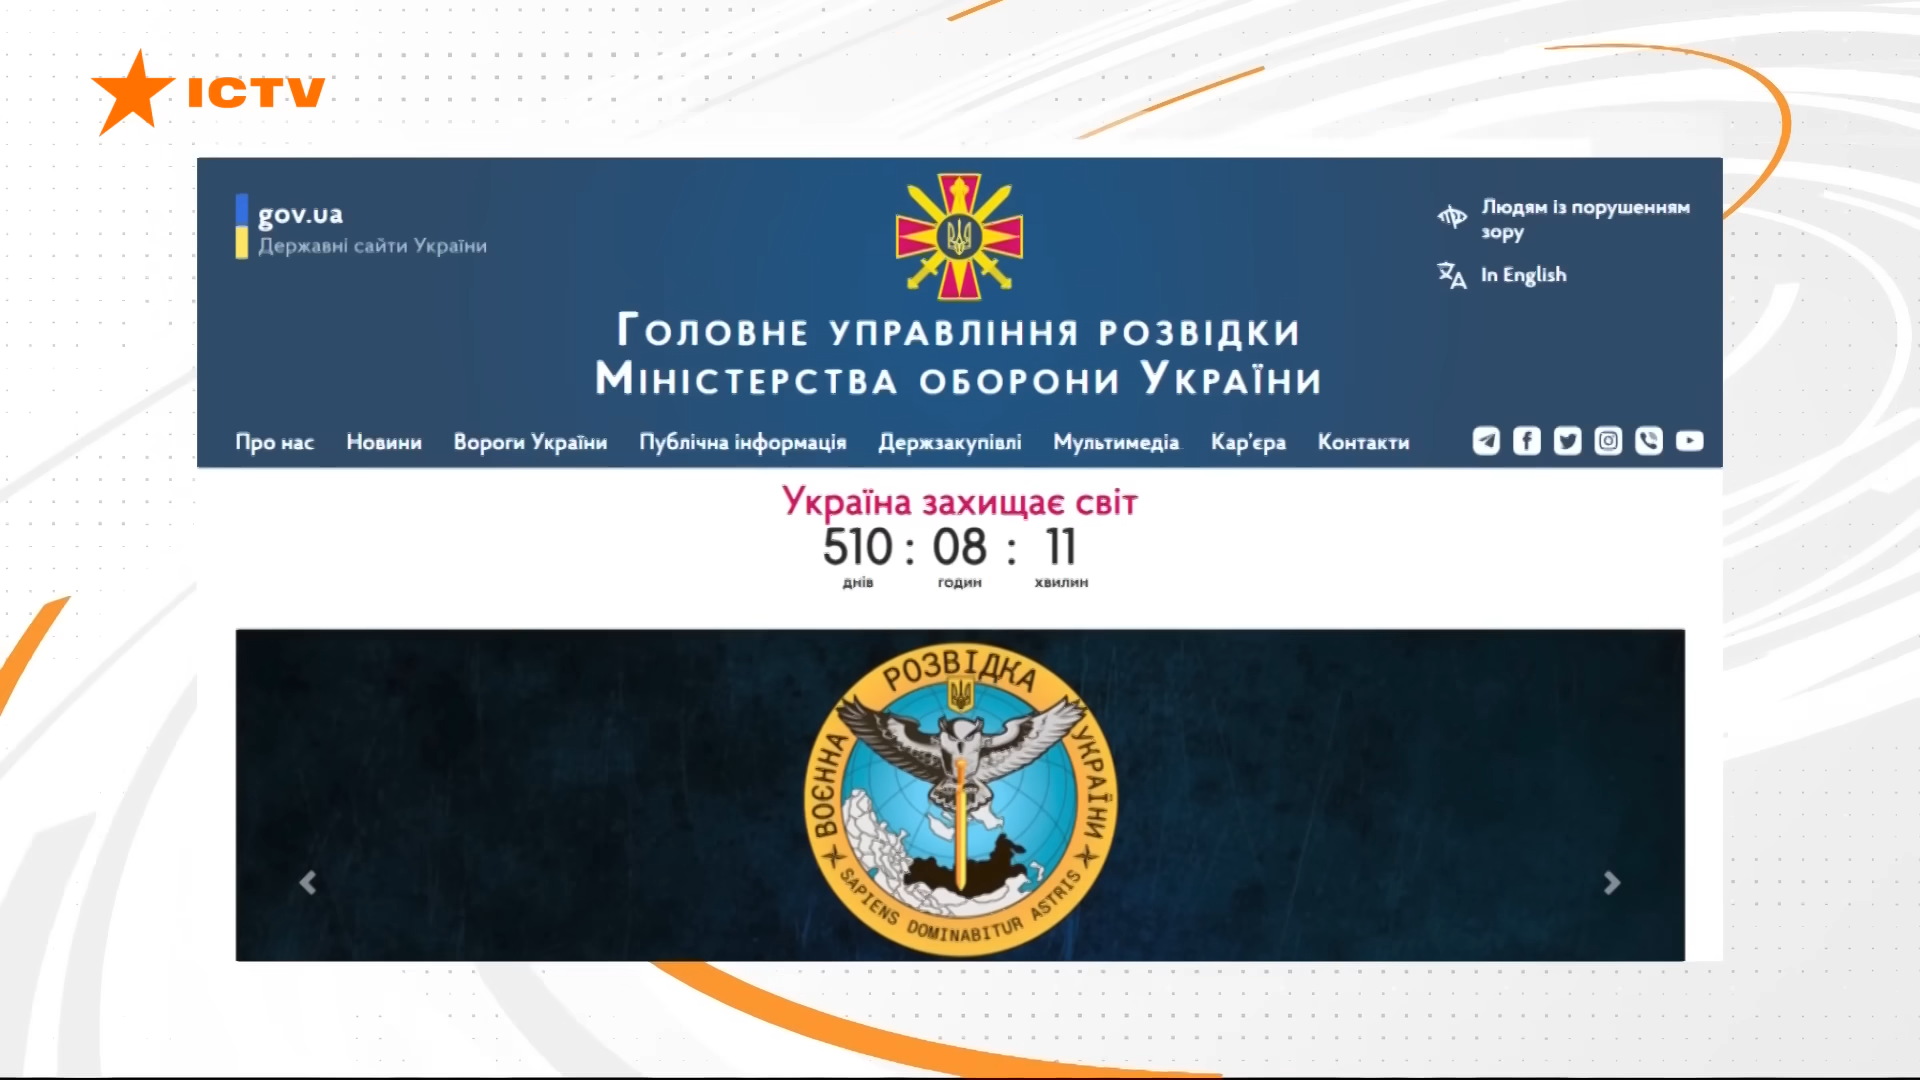 ICTV
gov.ua
Державні сайти України
Людям із порушенням
зору
In English
Головне управління розвідки
Міністерства оборони України
Про нас Новини Вороги України Публічна інформація Держзакупівлі Мультимедіа Кар'єра Контакти
Україна захищає світ
510 : 08 : 11
днів годин хвилин
ВОЄННА РОЗВІДКА УКРАЇНИ
SAPIENS DOMINABITUR ASTRIS